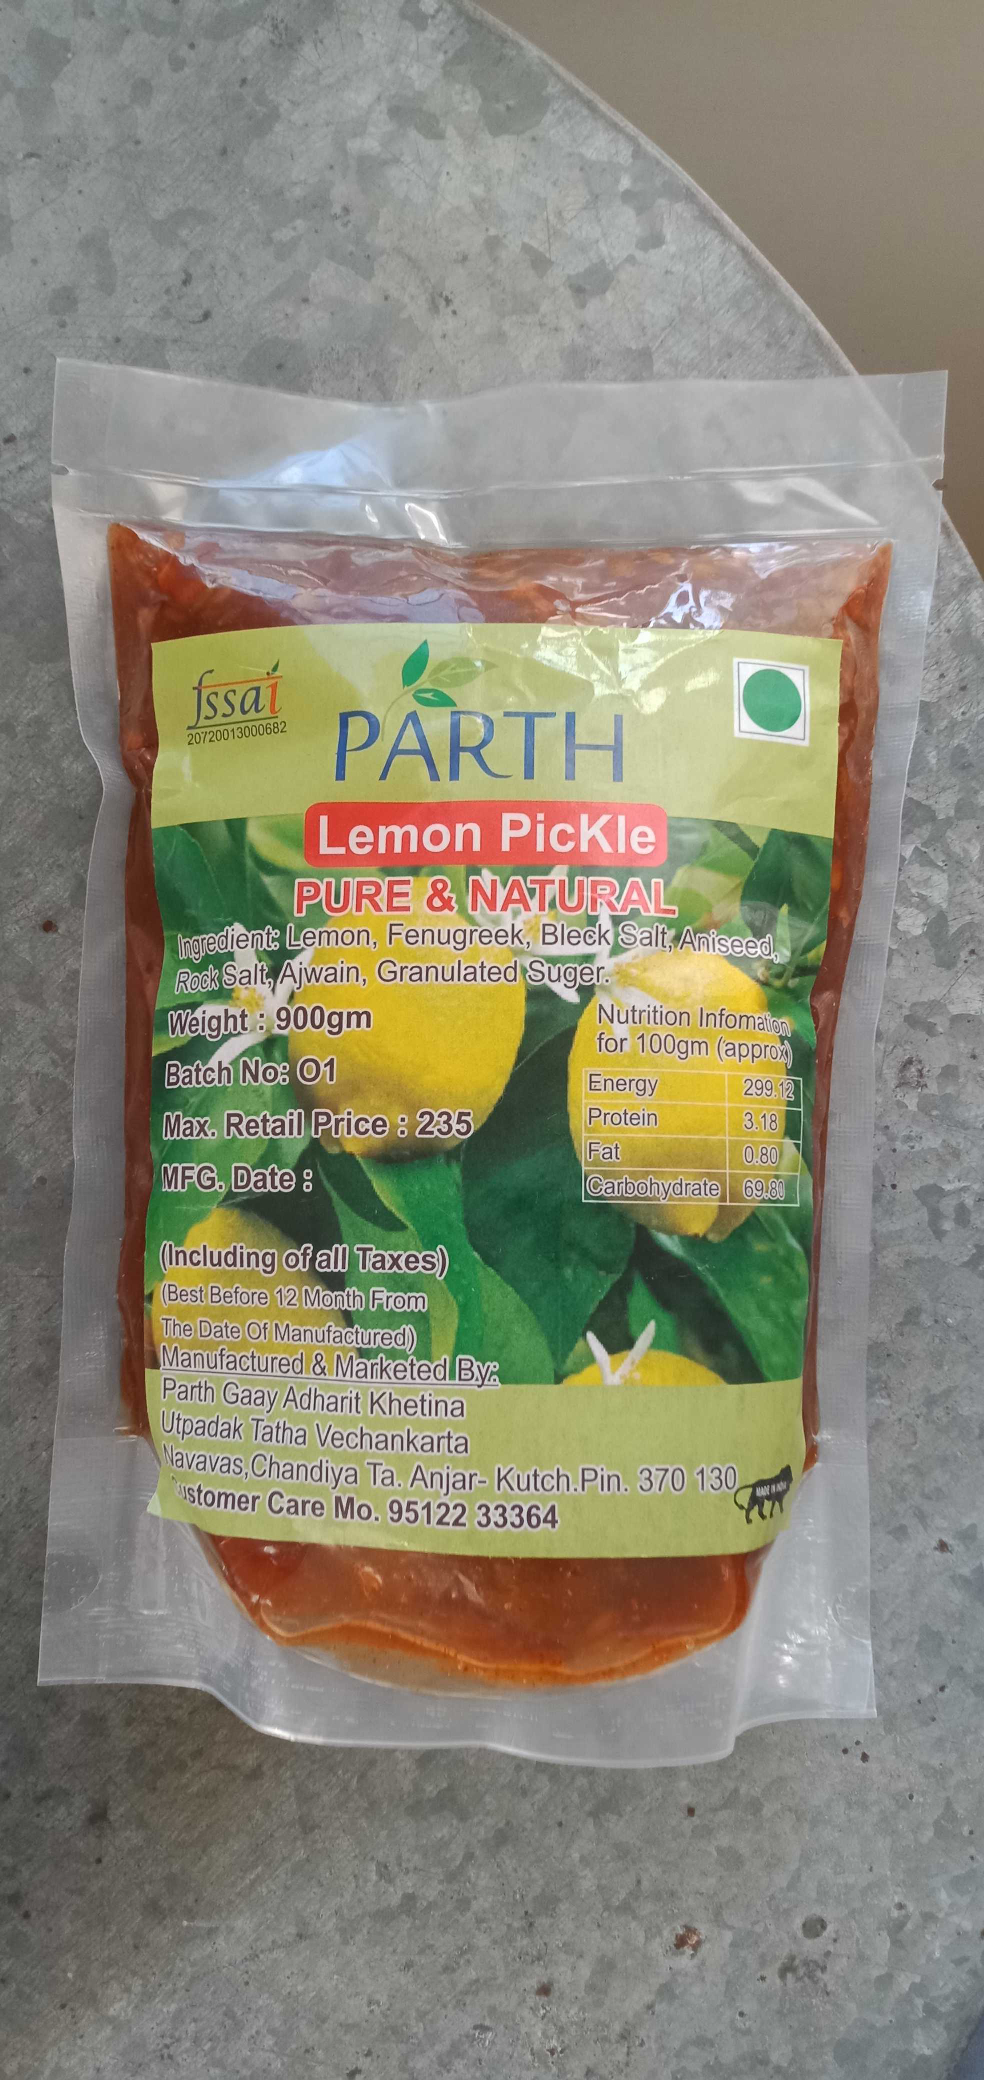 fssai
20720013000682
PARTH
Lemon PicKle
PURE & NATURAL
Ingredient: Lemon, Fenugreek, Bleck Salt, Aniseed,
Rock Salt, Ajwain, Granulated Suger.
Weight : 900gm
Batch No: O1
Max. Retail Price : 235
MFG. Date :
(Including of all Taxes)
(Best Before 12 Month From
The Date Of Manufactured)
Nutrition Infomation
for 100gm (approx)
Energy 299.12
Protein 3.18
Fat 0.80
Carbohydrate 69.80
Manufactured & Marketed By:
Parth Gaay Adharit Khetina
Utpadak Tatha Vechankarta
Navavas,Chandiya Ta. Anjar- Kutch.Pin. 370 130
Customer Care Mo. 95122 33364
MADE IN INDIA